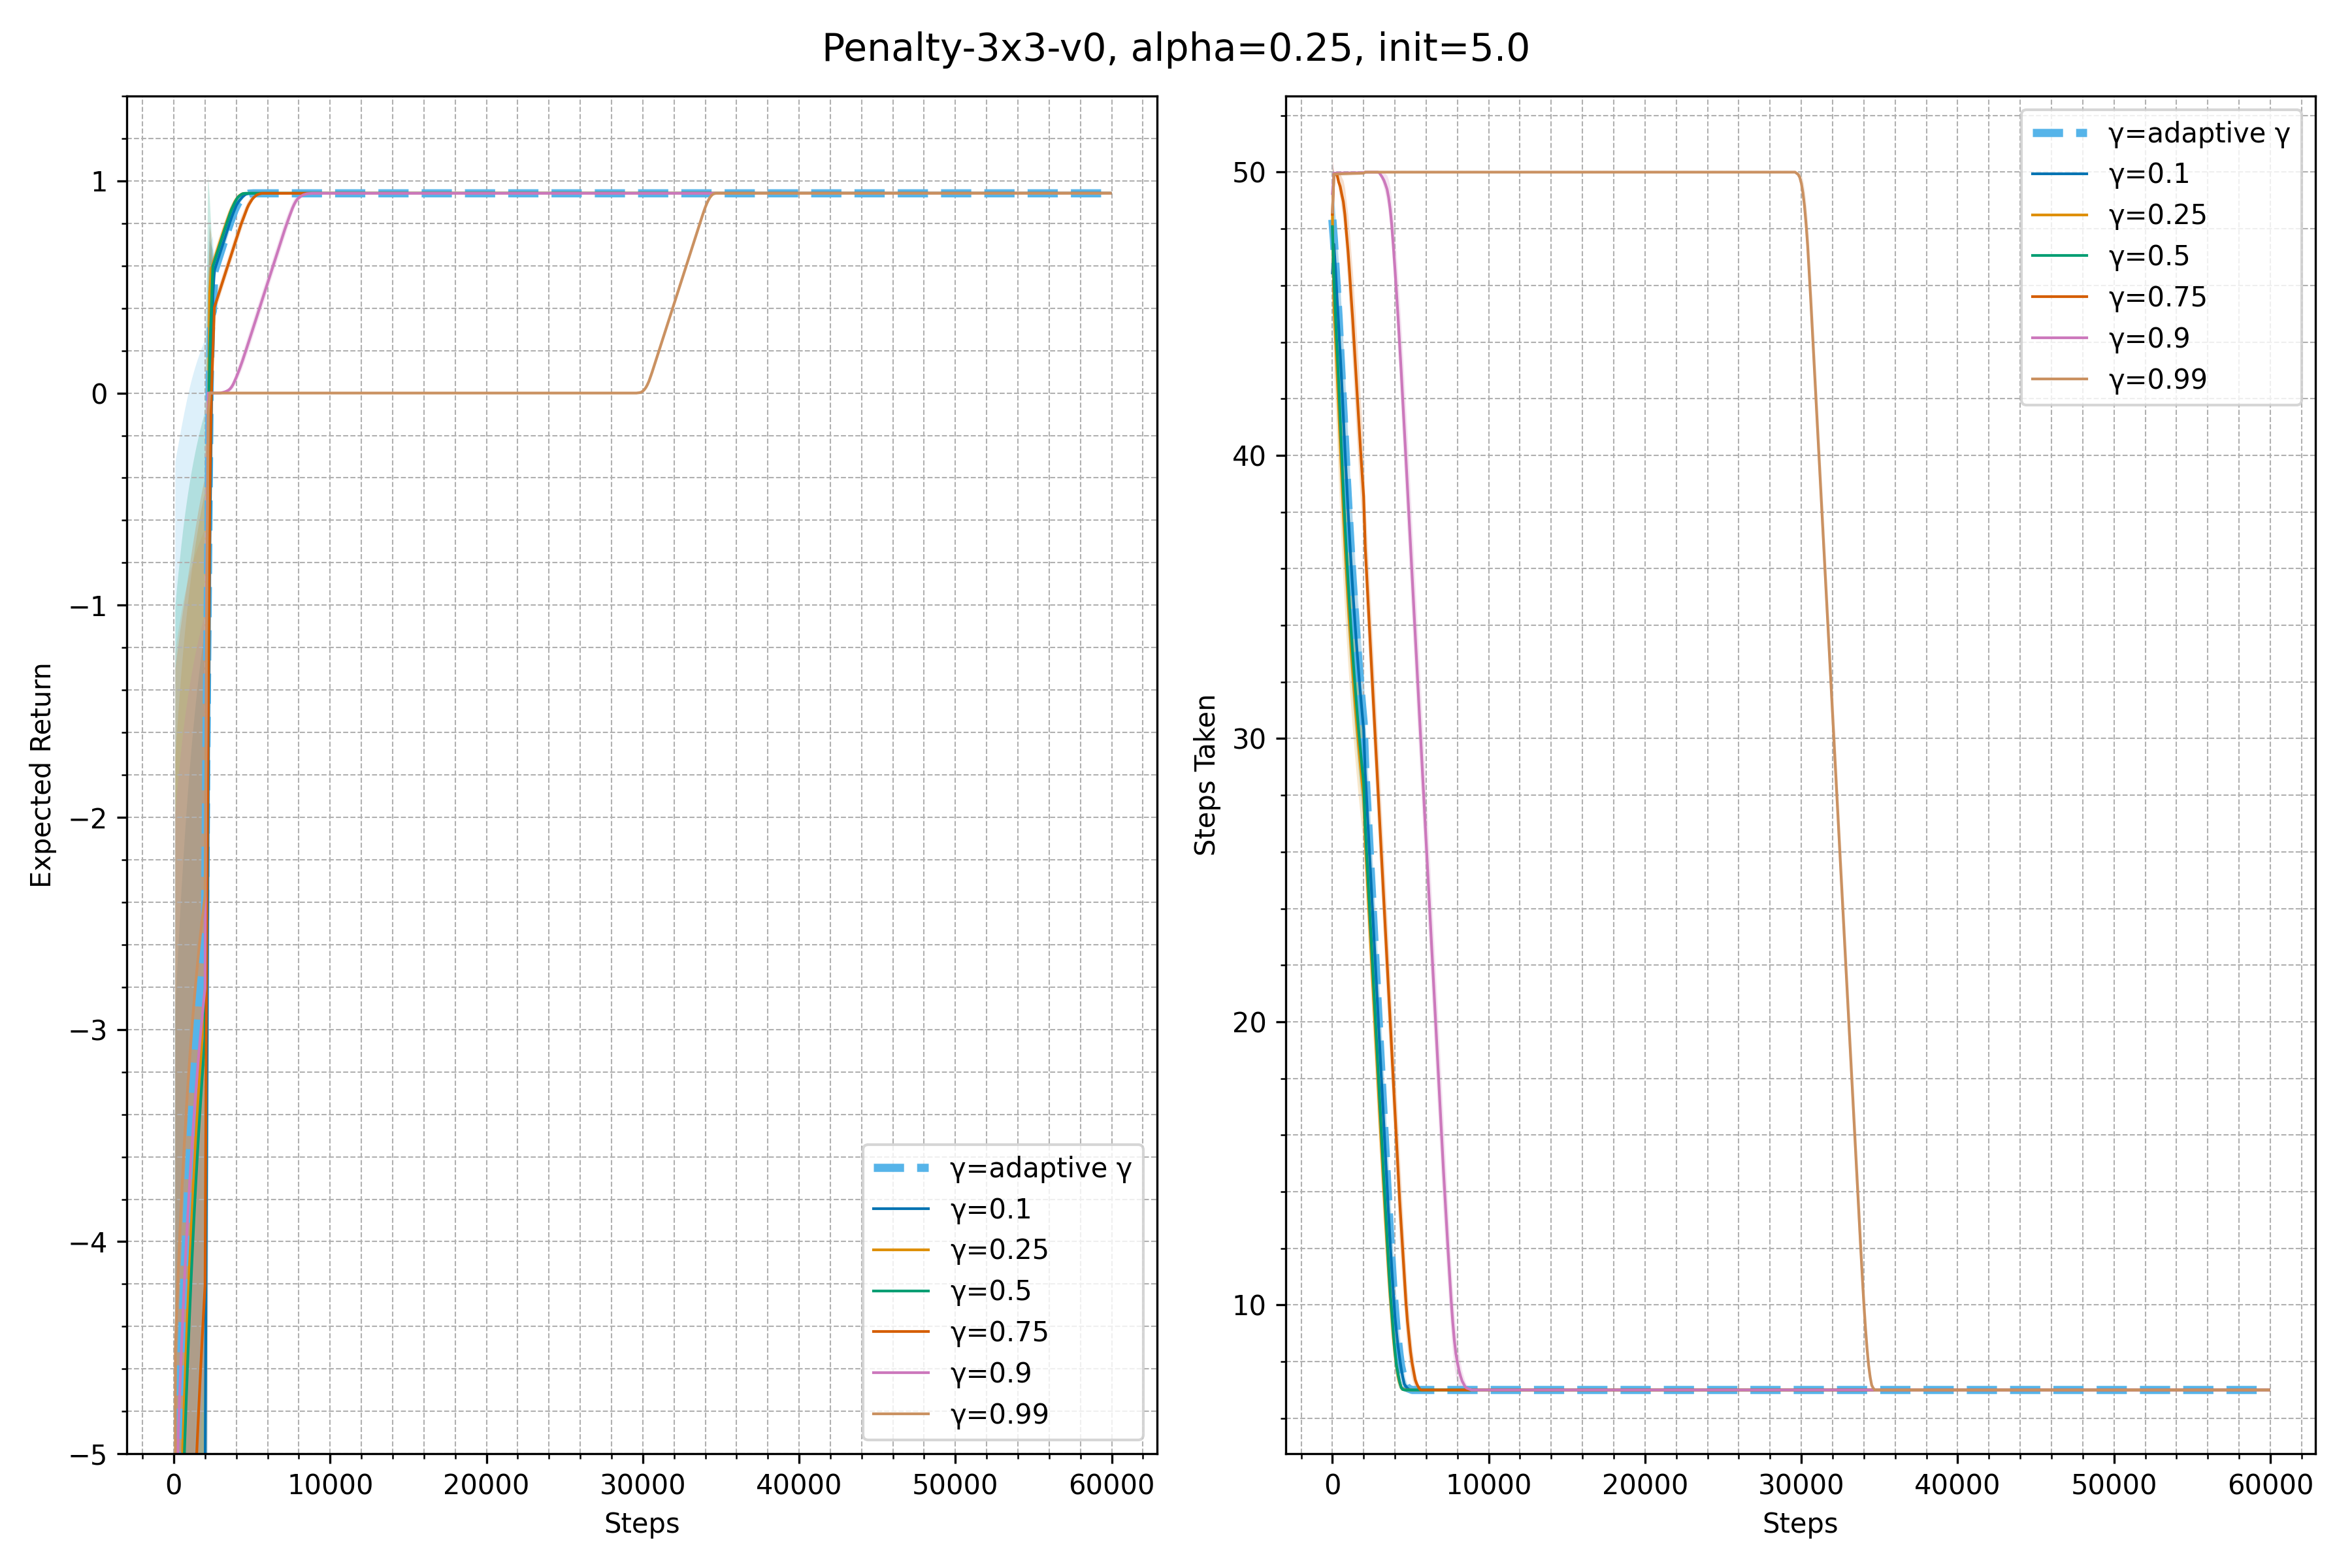 Penalty-3x3-v0, alpha=0.25, init=5.0
Expected Return
1
0
−1
−2
−3
−4
−5
0 10000 20000 30000 40000 50000 60000
Steps
γ=adaptive γ
γ=0.1
γ=0.25
γ=0.5
γ=0.75
γ=0.9
γ=0.99
Steps Taken
50
40
30
20
10
0 10000 20000 30000 40000 50000 60000
Steps
γ=adaptive γ
γ=0.1
γ=0.25
γ=0.5
γ=0.75
γ=0.9
γ=0.99